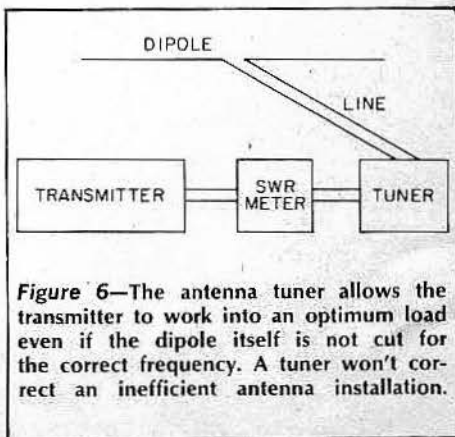 DIPOLE
LINE
TRANSMITTER
SWR
METER
TUNER
Figure 6—The antenna tuner allows the
transmitter to work into an optimum load
even if the dipole itself is not cut for
the correct frequency. A tuner won't cor-
rect an inefficient antenna installation.